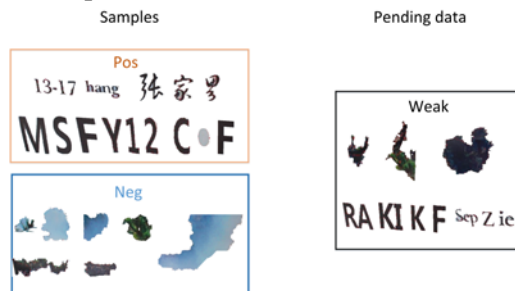 Samples
Pending data
Pos
13-17 hang 张家界
MSFY12 C F
Neg
Weak
RA KI K F Sep Z ie